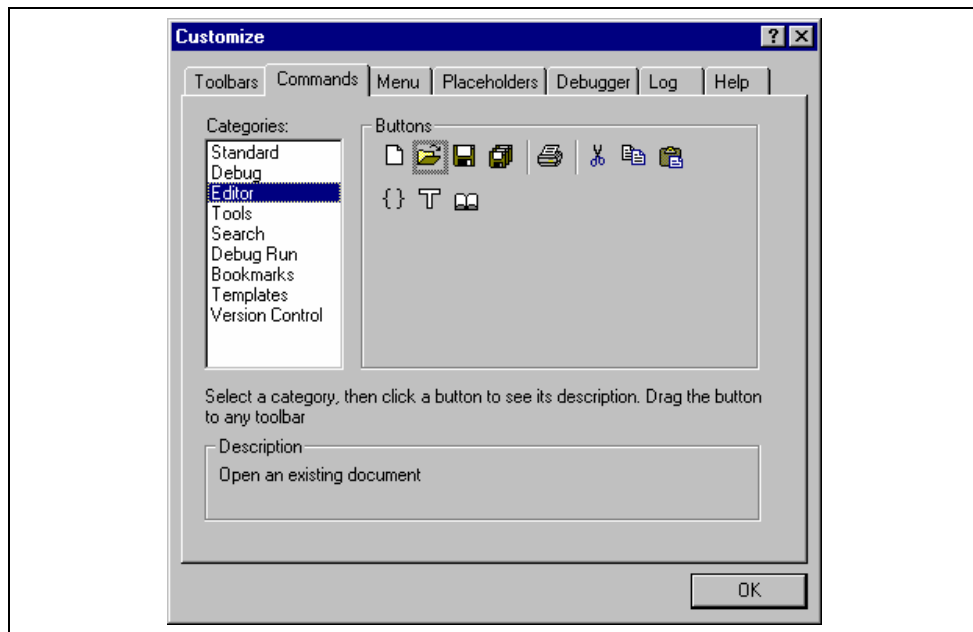 Customize
Toolbars Commands Menu Placeholders Debugger Log Help
Categories:
Standard
Debug
Editor
Tools
Search
Debug Run
Bookmarks
Templates
Version Control
Buttons
{ } T
Select a category, then click a button to see its description. Drag the button
to any toolbar
Description
Open an existing document
OK